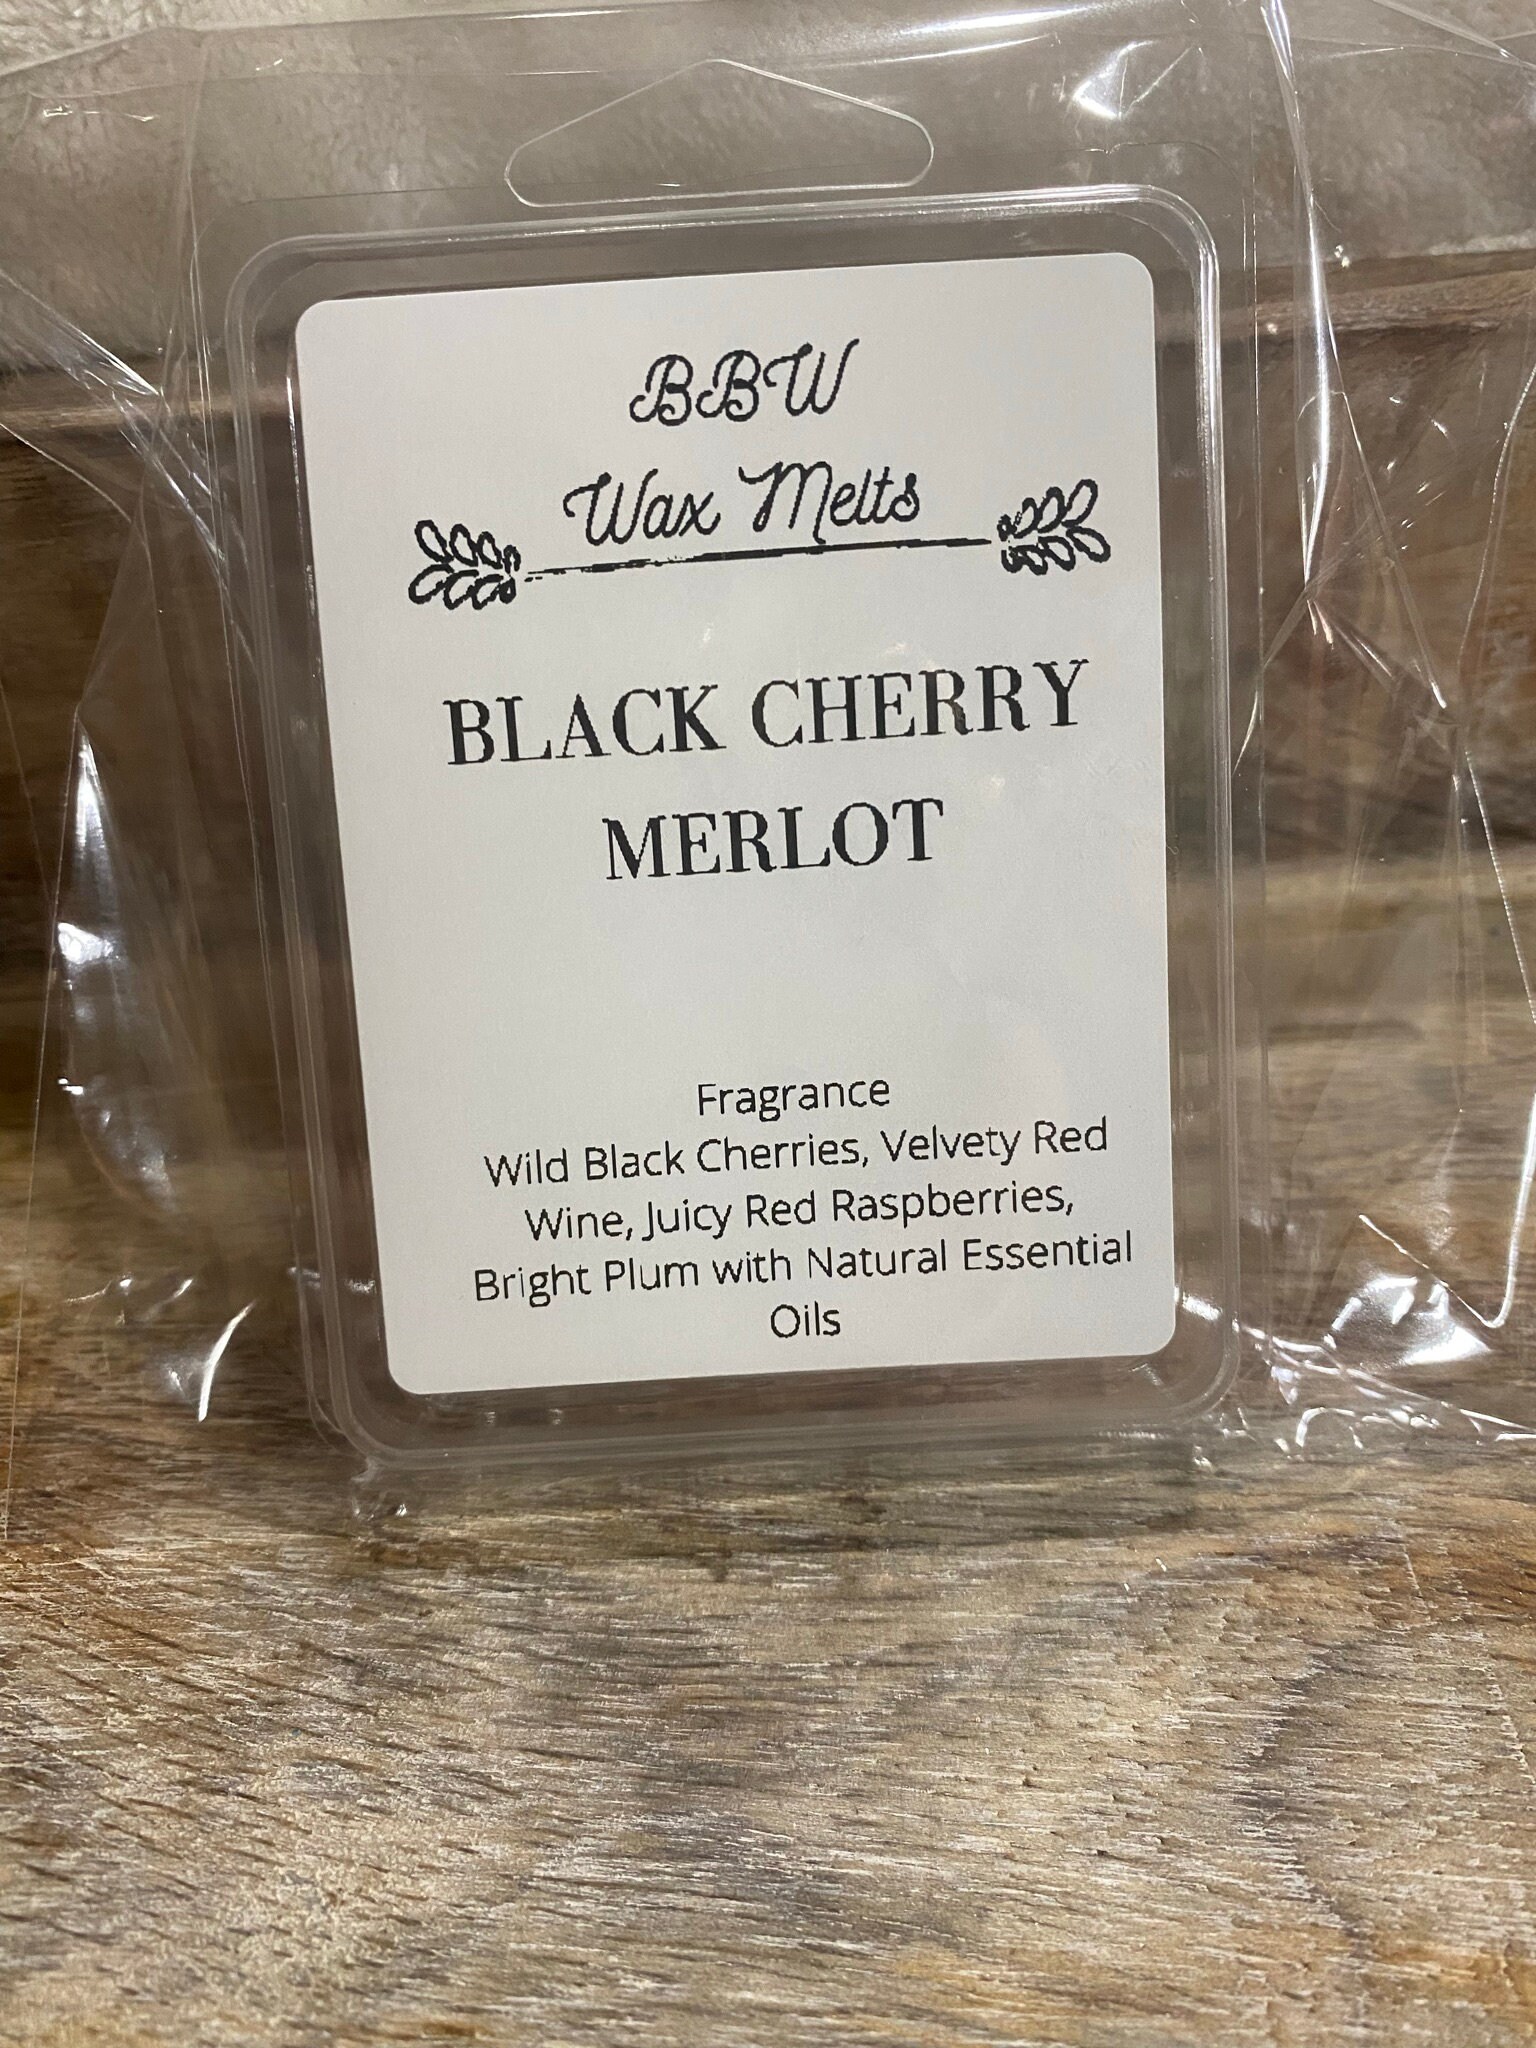 BBW
Wax Melts
BLACK CHERRY
MERLOT
Fragrance
Wild Black Cherries, Velvety Red
Wine, Juicy Red Raspberries,
Bright Plum with Natural Essential
Oils